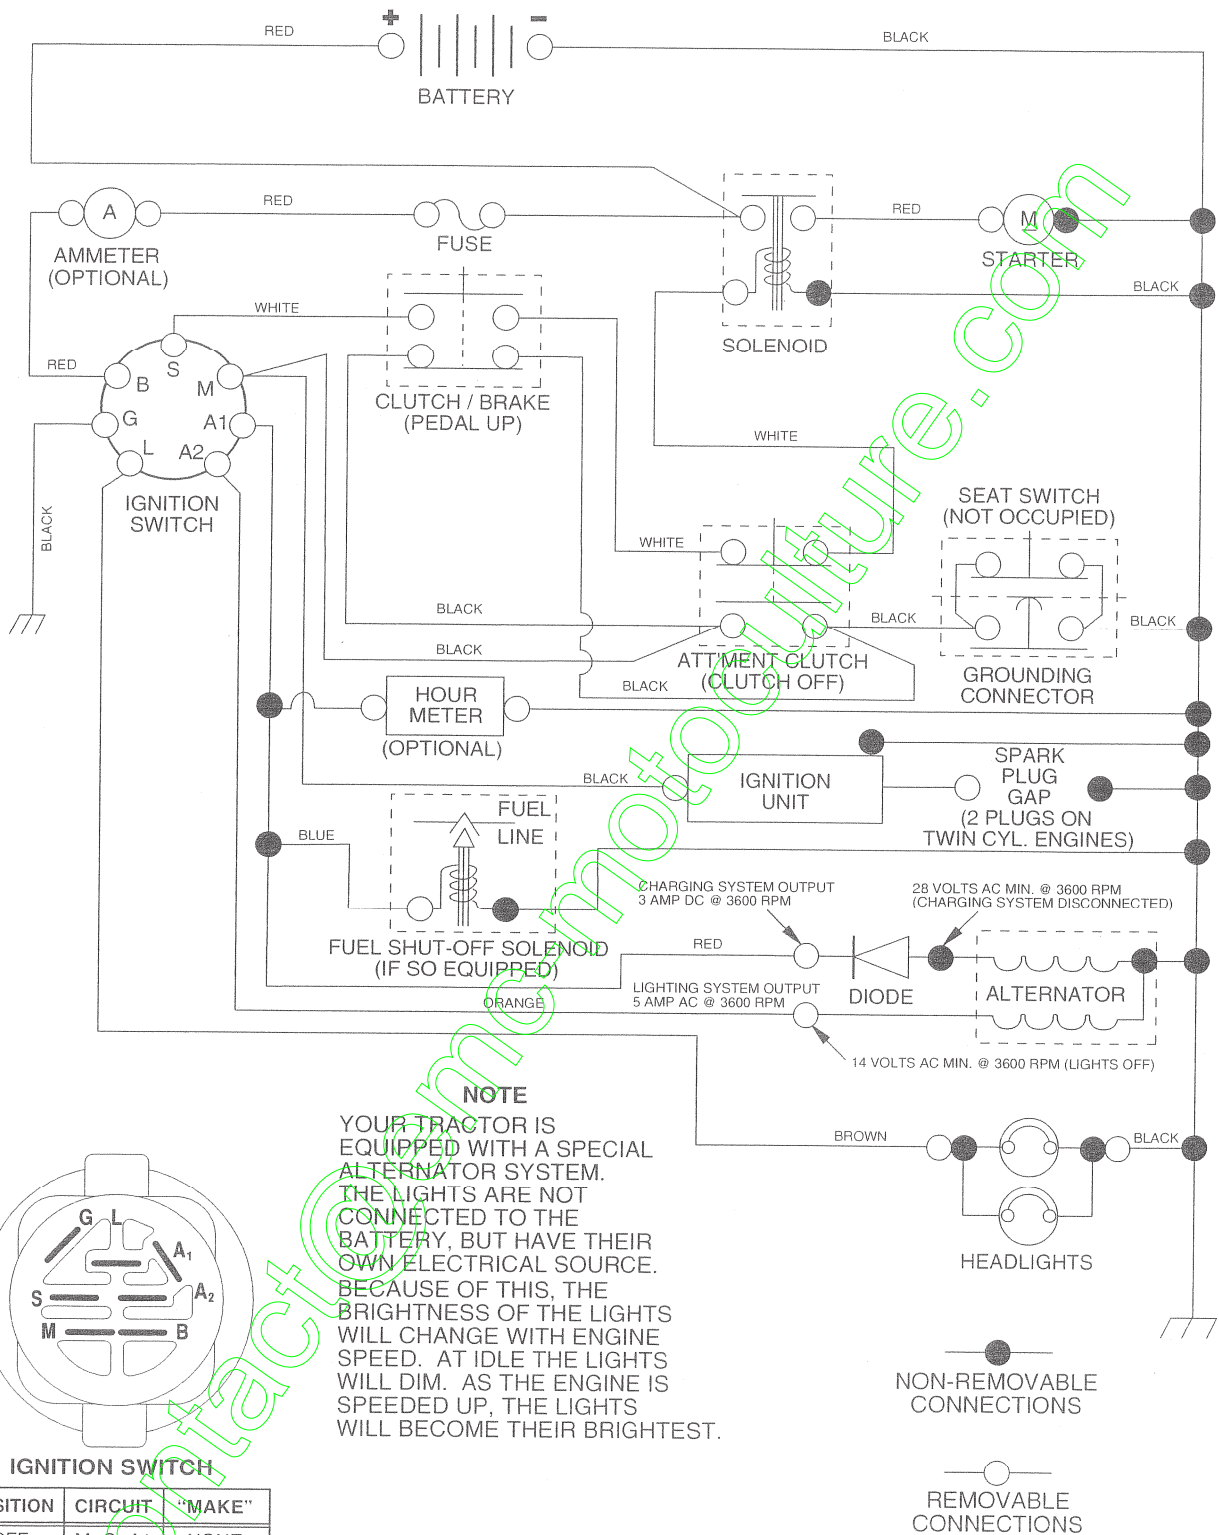 + −
RED
BLACK
BATTERY
A
RED
RED
M
AMMETER
(OPTIONAL)
FUSE
STARTER
WHITE
BLACK
SOLENOID
RED
S
B
M
G
A1
L
A2
CLUTCH / BRAKE
(PEDAL UP)
WHITE
IGNITION
SWITCH
BLACK
SEAT SWITCH
(NOT OCCUPIED)
WHITE
BLACK
BLACK
BLACK
BLACK
ATT'MENT CLUTCH
(CLUTCH OFF)
BLACK
GROUNDING
CONNECTOR
HOUR
METER
(OPTIONAL)
BLACK
IGNITION
UNIT
SPARK
PLUG
GAP
(2 PLUGS ON
TWIN CYL. ENGINES)
BLUE
FUEL
LINE
CHARGING SYSTEM OUTPUT
3 AMP DC @ 3600 RPM
28 VOLTS AC MIN. @ 3600 RPM
(CHARGING SYSTEM DISCONNECTED)
FUEL SHUT-OFF SOLENOID
(IF SO EQUIPPED)
RED
ORANGE
LIGHTING SYSTEM OUTPUT
5 AMP AC @ 3600 RPM
DIODE
ALTERNATOR
14 VOLTS AC MIN. @ 3600 RPM (LIGHTS OFF)
NOTE
YOUR TRACTOR IS
EQUIPPED WITH A SPECIAL
ALTERNATOR SYSTEM.
THE LIGHTS ARE NOT
CONNECTED TO THE
BATTERY, BUT HAVE THEIR
OWN ELECTRICAL SOURCE.
BECAUSE OF THIS, THE
BRIGHTNESS OF THE LIGHTS
WILL CHANGE WITH ENGINE
SPEED. AT IDLE THE LIGHTS
WILL DIM. AS THE ENGINE IS
SPEEDED UP, THE LIGHTS
WILL BECOME THEIR BRIGHTEST.
BROWN
BLACK
HEADLIGHTS
G L
A1
S
A2
M
B
NON-REMOVABLE
CONNECTIONS
REMOVABLE
CONNECTIONS
IGNITION SWITCH
SITION CIRCUIT "MAKE"
ontact@emc-motoculture.com